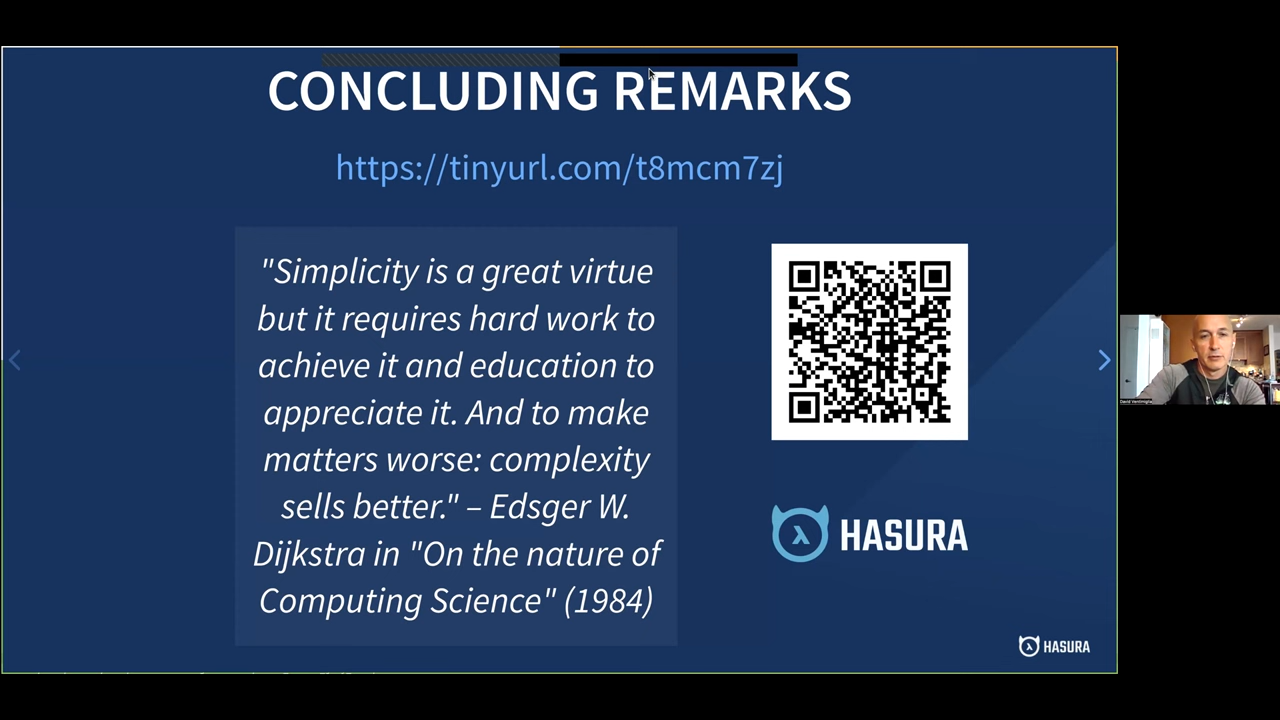 CONCLUDING REMARKS
https://tinyurl.com/t8mcm7zj
"Simplicity is a great virtue
but it requires hard work to
achieve it and education to
appreciate it. And to make
matters worse: complexity
sells better." – Edsger W.
Dijkstra in "On the nature of
Computing Science" (1984)
HASURA
HASURA